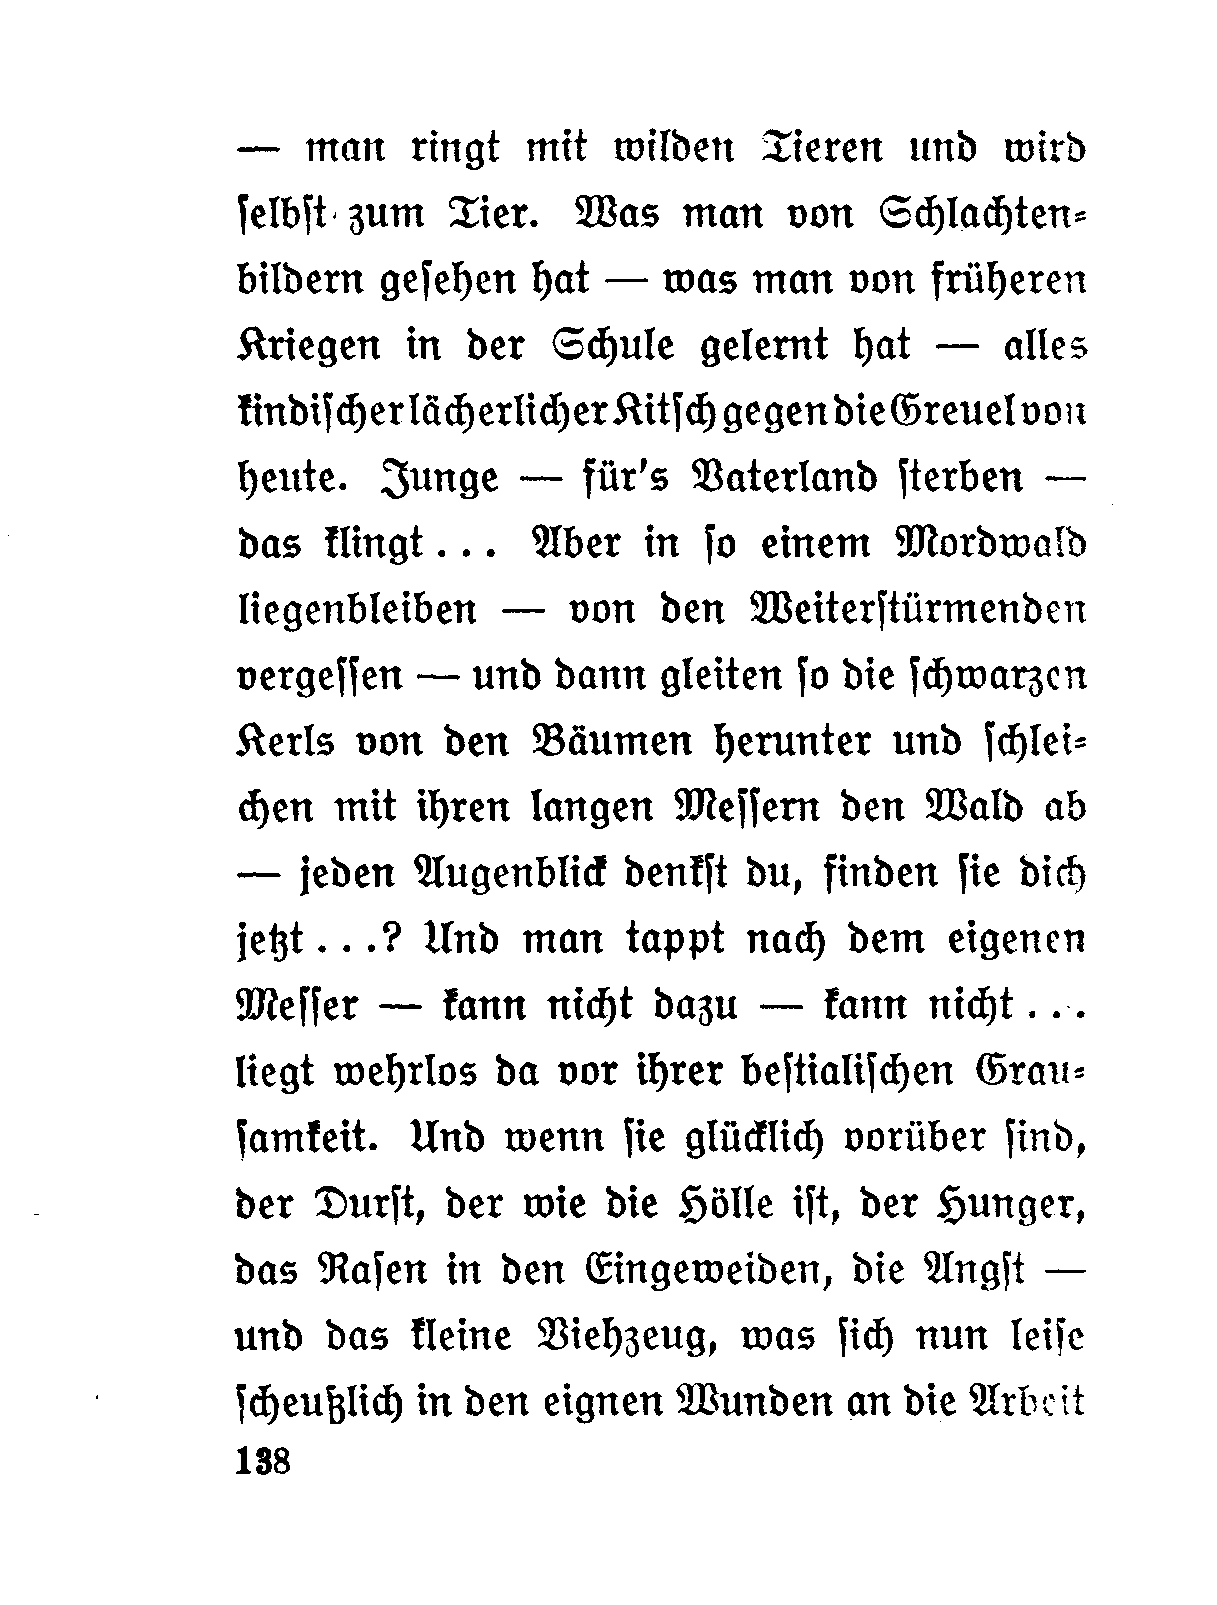 — man ringt mit wilden Tieren und wird
ſelbſt zum Tier. Was man von Schlachten⸗
bildern geſehen hat — was man von früheren
Kriegen in der Schule gelernt hat — alles
kindiſcher lächerlicher Kitſch gegen die Greuel von
heute. Junge — für's Vaterland ſterben —
das klingt... Aber in ſo einem Mordwald
liegenbleiben — von den Weiterſtürmenden
vergeſſen — und dann gleiten ſo die ſchwarzen
Kerls von den Bäumen herunter und ſchlei⸗
chen mit ihren langen Meſſern den Wald ab
— jeden Augenblick denkſt du, finden ſie dich
jetzt...? Und man tappt nach dem eigenen
Meſſer — kann nicht dazu — kann nicht...
liegt wehrlos da vor ihrer beſtialiſchen Grau⸗
ſamkeit. Und wenn ſie glücklich vorüber ſind,
der Durſt, der wie die Hölle iſt, der Hunger,
das Raſen in den Eingeweiden, die Angſt —
und das kleine Viehzeug, was ſich nun leiſe
ſcheußlich in den eignen Wunden an die Arbeit
138